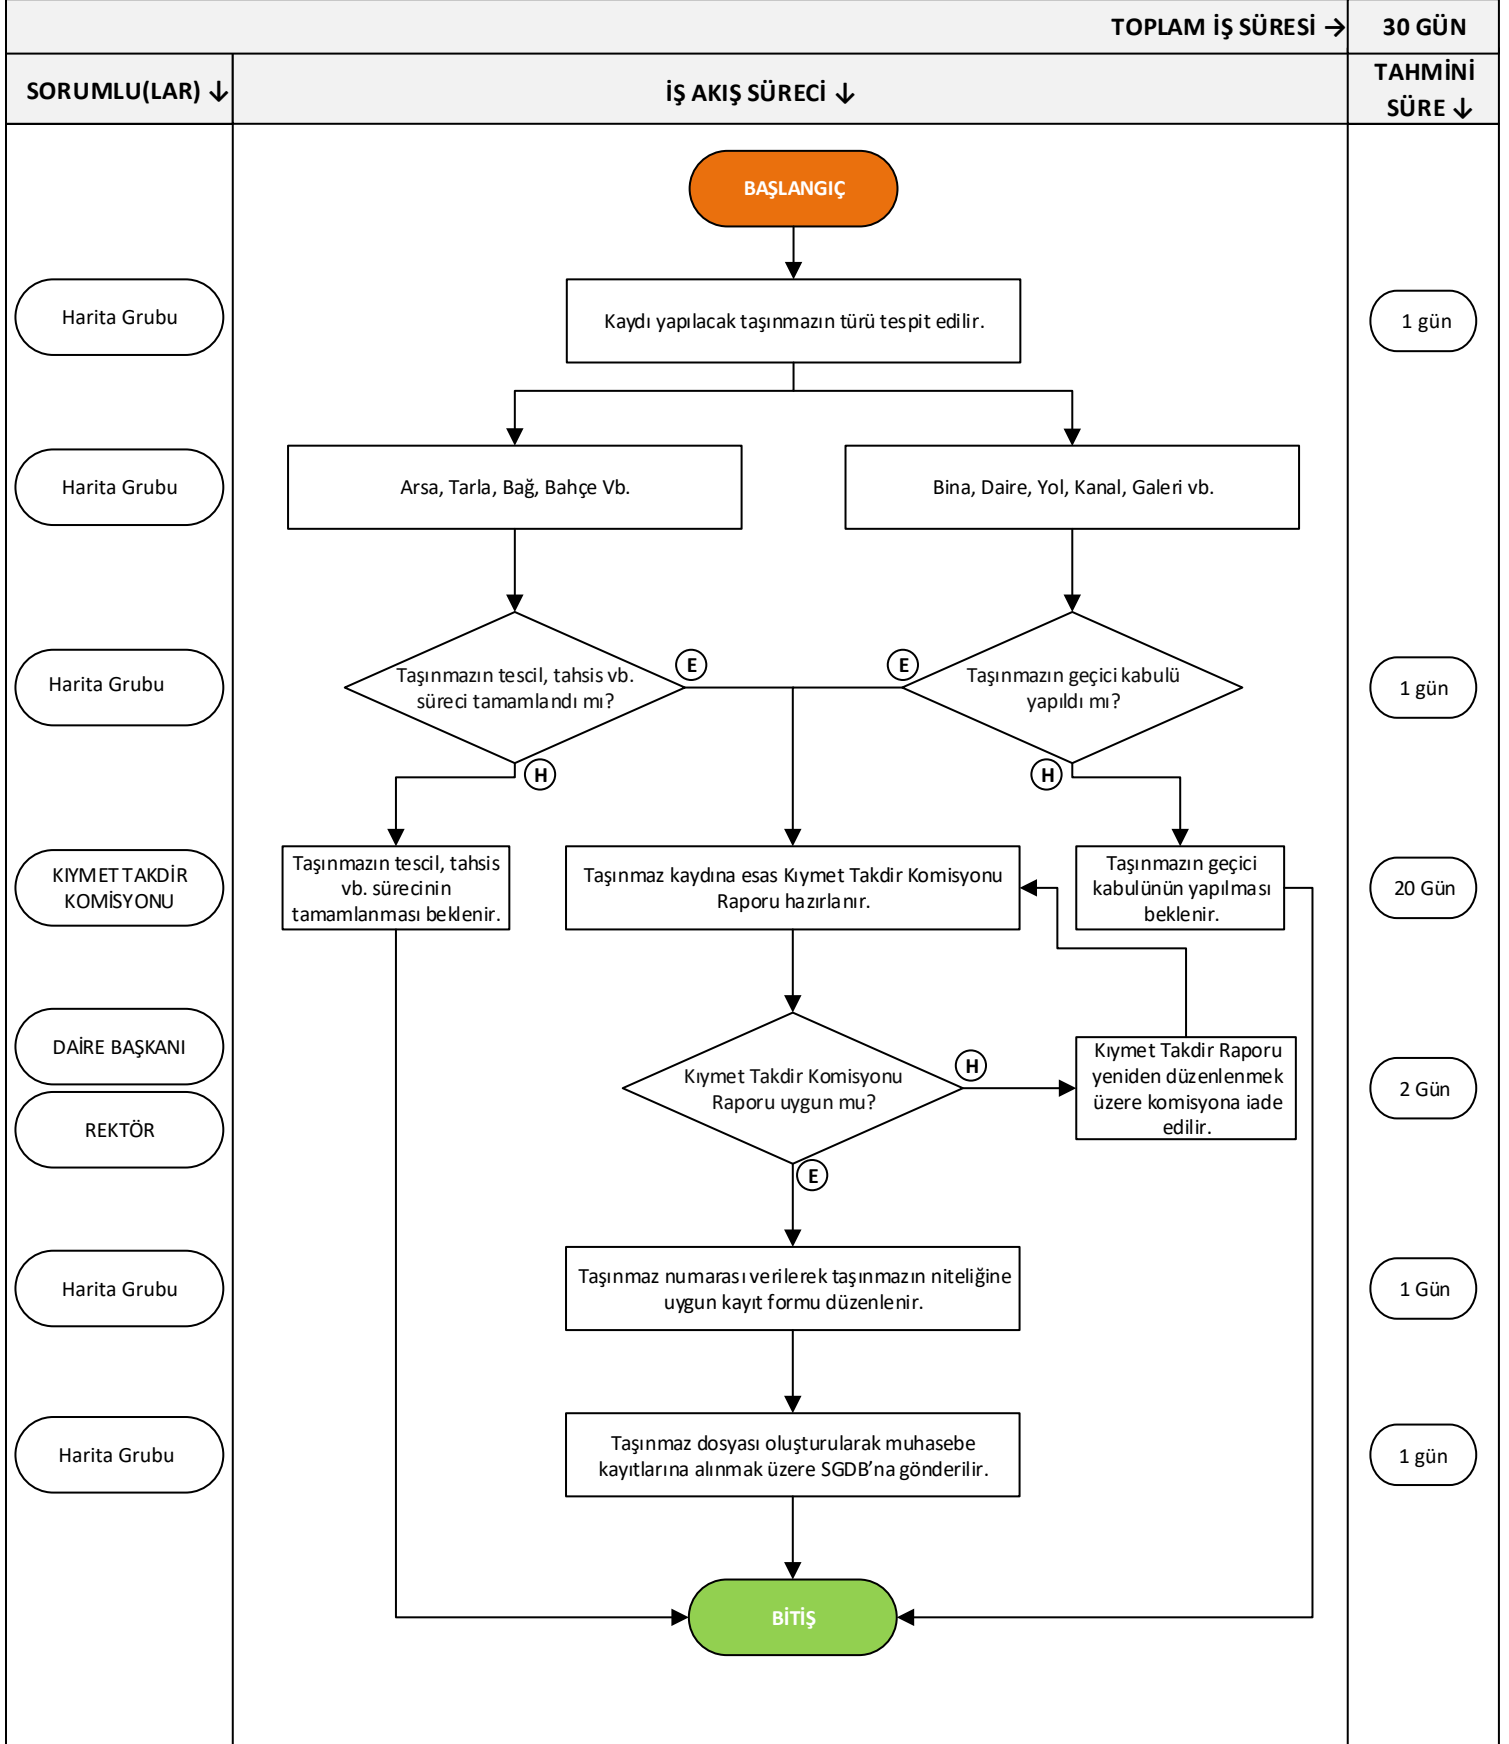 TOPLAM İŞ SÜRESİ → 30 GÜN
SORUMLU(LAR) ↓
İŞ AKIŞ SÜRECİ ↓
TAHMİNİ
SÜRE ↓
BAŞLANGIÇ
Harita Grubu
Kaydı yapılacak taşınmazın türü tespit edilir.
1 gün
Harita Grubu
Arsa, Tarla, Bağ, Bahçe Vb.
Bina, Daire, Yol, Kanal, Galeri vb.
Harita Grubu
Taşınmazın tescil, tahsis vb.
süreci tamamlandı mı?
E
E
Taşınmazın geçici kabulü
yapıldı mı?
1 gün
H
H
KIYMET TAKDİR
KOMİSYONU
Taşınmazın tescil, tahsis
vb. sürecinin
tamamlanması beklenir.
Taşınmaz kaydına esas Kıymet Takdir Komisyonu
Raporu hazırlanır.
Taşınmazın geçici
kabulünün yapılması
beklenir.
20 Gün
DAİRE BAŞKANI
REKTÖR
Kıymet Takdir Komisyonu
Raporu uygun mu?
H
Kıymet Takdir Raporu
yeniden düzenlenmek
üzere komisyona iade
edilir.
2 Gün
E
Harita Grubu
Taşınmaz numarası verilerek taşınmazın niteliğine
uygun kayıt formu düzenlenir.
1 Gün
Harita Grubu
Taşınmaz dosyası oluşturularak muhasebe
kayıtlarına alınmak üzere SGDB’na gönderilir.
1 gün
BİTİŞ